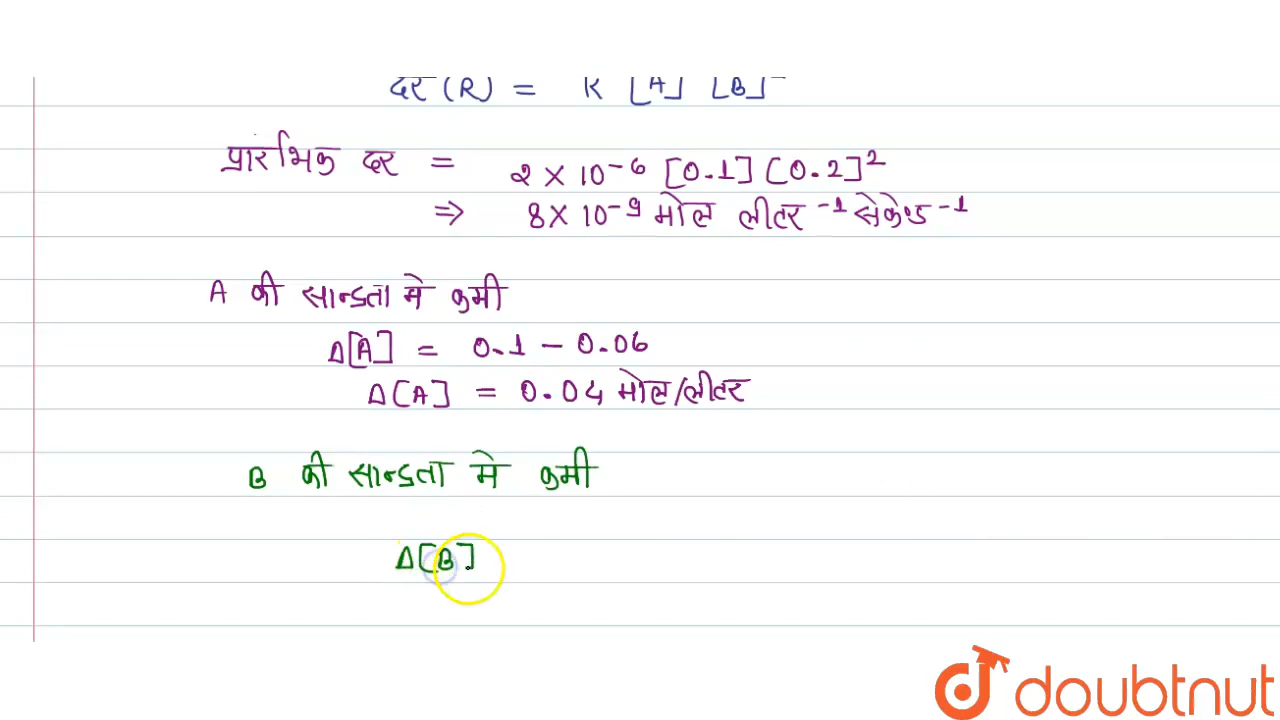 दर (R) = K [A] [B]²
प्रारंभिक दर = 2 × 10⁻⁶ [0.1] [0.2]²
⇒ 8 × 10⁻⁹ मोल लीटर⁻¹ सेकेण्ड⁻¹
A की सान्द्रता मे कमी
Δ[A] = 0.1 − 0.06
Δ[A] = 0.04 मोल/लीटर
B की सान्द्रता मे कमी
Δ[B]
doubtnut